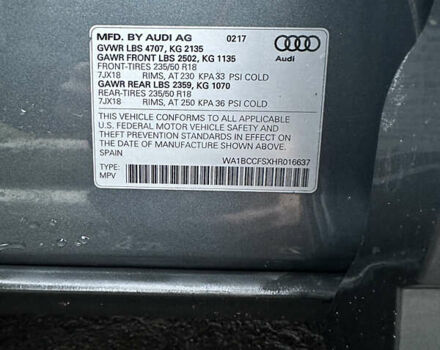 MFD. BY AUDI AG 0217
GVWR LBS 4707, KG 2135
GAWR FRONT LBS 2502, KG 1135
FRONT-TIRES 235/50 R18
7JX18 RIMS, AT 230 KPA 33 PSI COLD
GAWR REAR LBS 2359, KG 1070
REAR-TIRES 235/50 R18
7JX18 RIMS, AT 250 KPA 36 PSI COLD
Audi
THIS VEHICLE CONFORMS TO ALL APPLICABLE
U.S. FEDERAL MOTOR VEHICLE SAFETY AND
THEFT PREVENTION STANDARDS IN EFFECT ON
THE DATE OF MANUFACTURE SHOWN ABOVE.
SPAIN
WA1BCCFSXHR016637
TYPE:
MPV